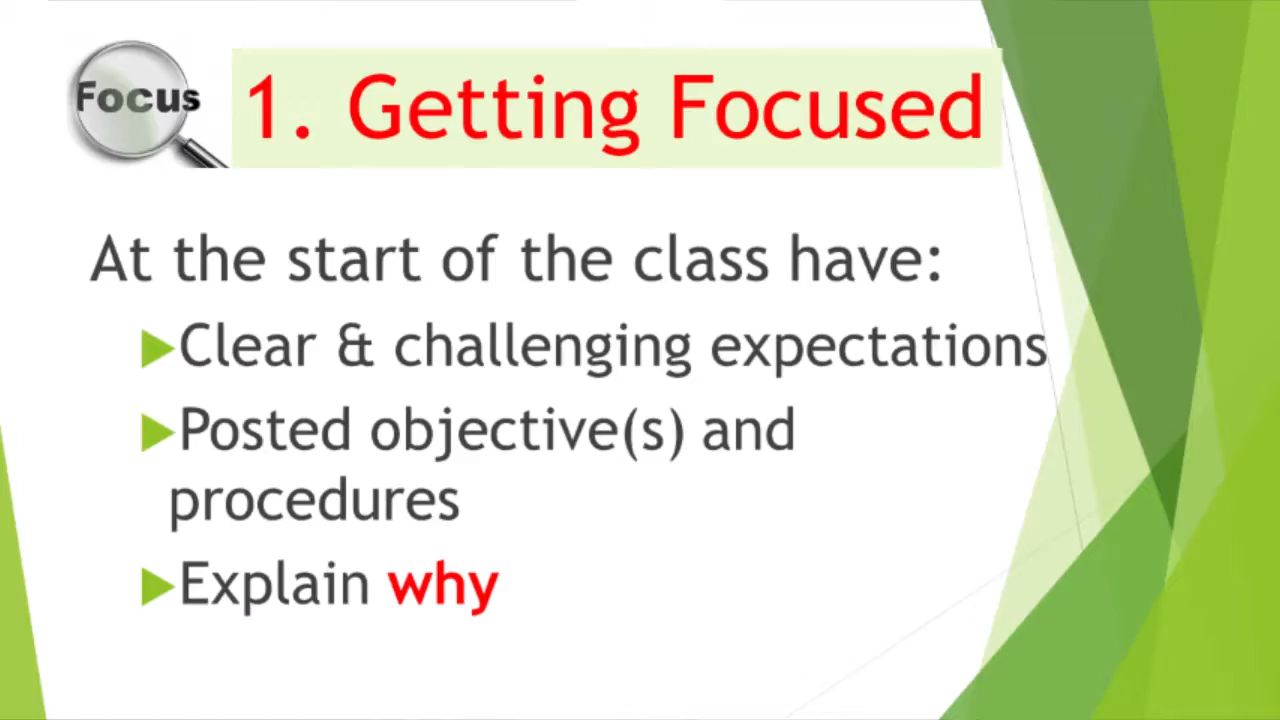 Focus
1. Getting Focused
At the start of the class have:
Clear & challenging expectations
Posted objective(s) and
procedures
Explain why